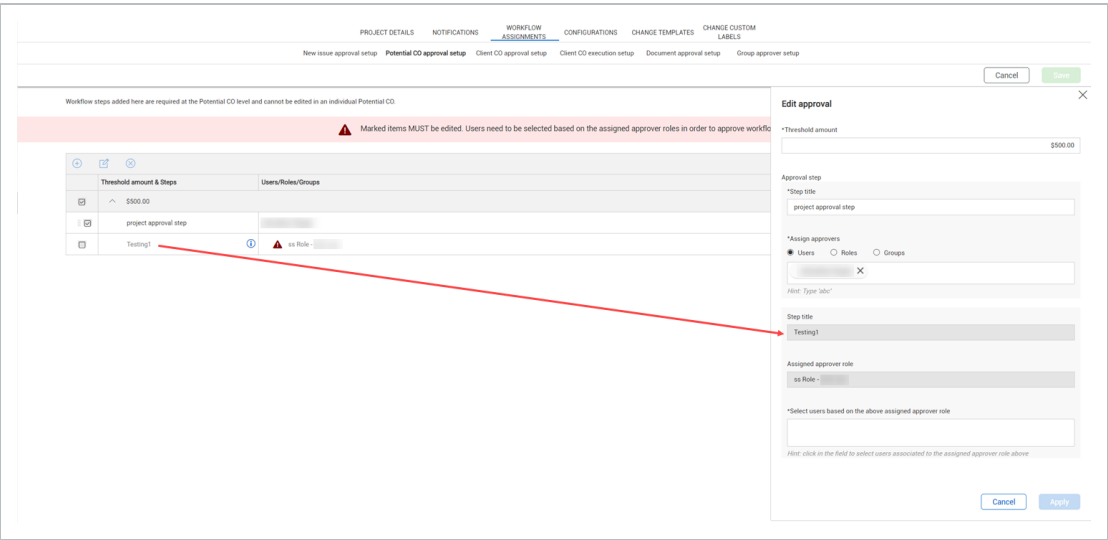 PROJECT DETAILS NOTIFICATIONS WORKFLOW ASSIGNMENTS CONFIGURATIONS CHANGE TEMPLATES CHANGE CUSTOM LABELS
New issue approval setup Potential CO approval setup Client CO approval setup Client CO execution setup Document approval setup Group approver setup
Cancel Save
Workflow steps added here are required at the Potential CO level and cannot be edited in an individual Potential CO.
Marked items MUST be edited. Users need to be selected based on the assigned approver roles in order to approve workflo
Threshold amount & Steps Users/Roles/Groups
$500.00
project approval step
Testing1 ss Role -
Edit approval
*Threshold amount
$500.00
Approval step
*Step title
project approval step
*Assign approvers
Users Roles Groups
Hint: Type 'abc'
Step title
Testing1
Assigned approver role
ss Role -
*Select users based on the above assigned approver role
Hint: click in the field to select users associated to the assigned approver role above
Cancel Apply